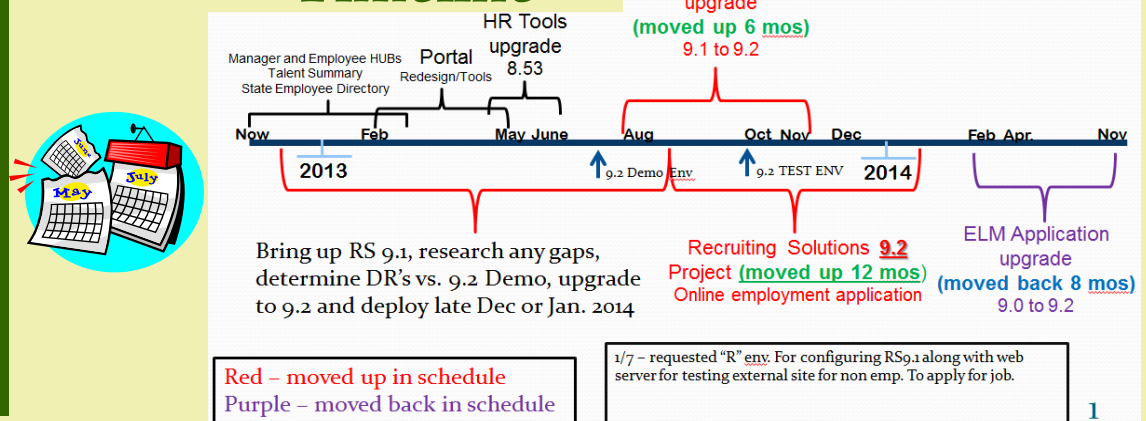 Timeline
upgrade
(moved up 6 mos)
9.1 to 9.2
HR Tools
upgrade
8.53
Portal
Redesign/Tools
Manager and Employee HUBs
Talent Summary
State Employee Directory
Now Feb May June Aug Oct Nov Dec Feb Apr. Nov
2013 9.2 Demo Env 9.2 TEST ENV 2014
June
July
May
Bring up RS 9.1, research any gaps,
determine DR's vs. 9.2 Demo, upgrade
to 9.2 and deploy late Dec or Jan. 2014
Recruiting Solutions 9.2
Project (moved up 12 mos)
Online employment application
ELM Application
upgrade
(moved back 8 mos)
9.0 to 9.2
Red – moved up in schedule
Purple – moved back in schedule
1/7 – requested "R" env. For configuring RS9.1 along with web
server for testing external site for non emp. To apply for job.
1